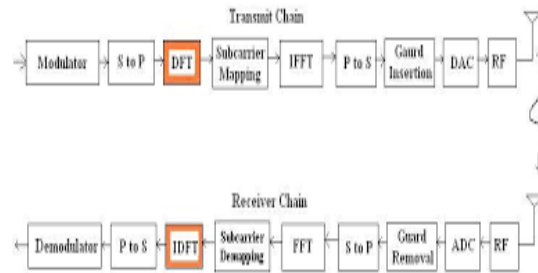 Transmit Chain
Modulator
S to P
DFT
Subcarrier
Mapping
IFFT
P to S
Gaurd
Insertion
DAC
RF
Receiver Chain
Demodulator
P to S
IDFT
Subcarrier
Demapping
FFT
S to P
Guard
Removal
ADC
RF